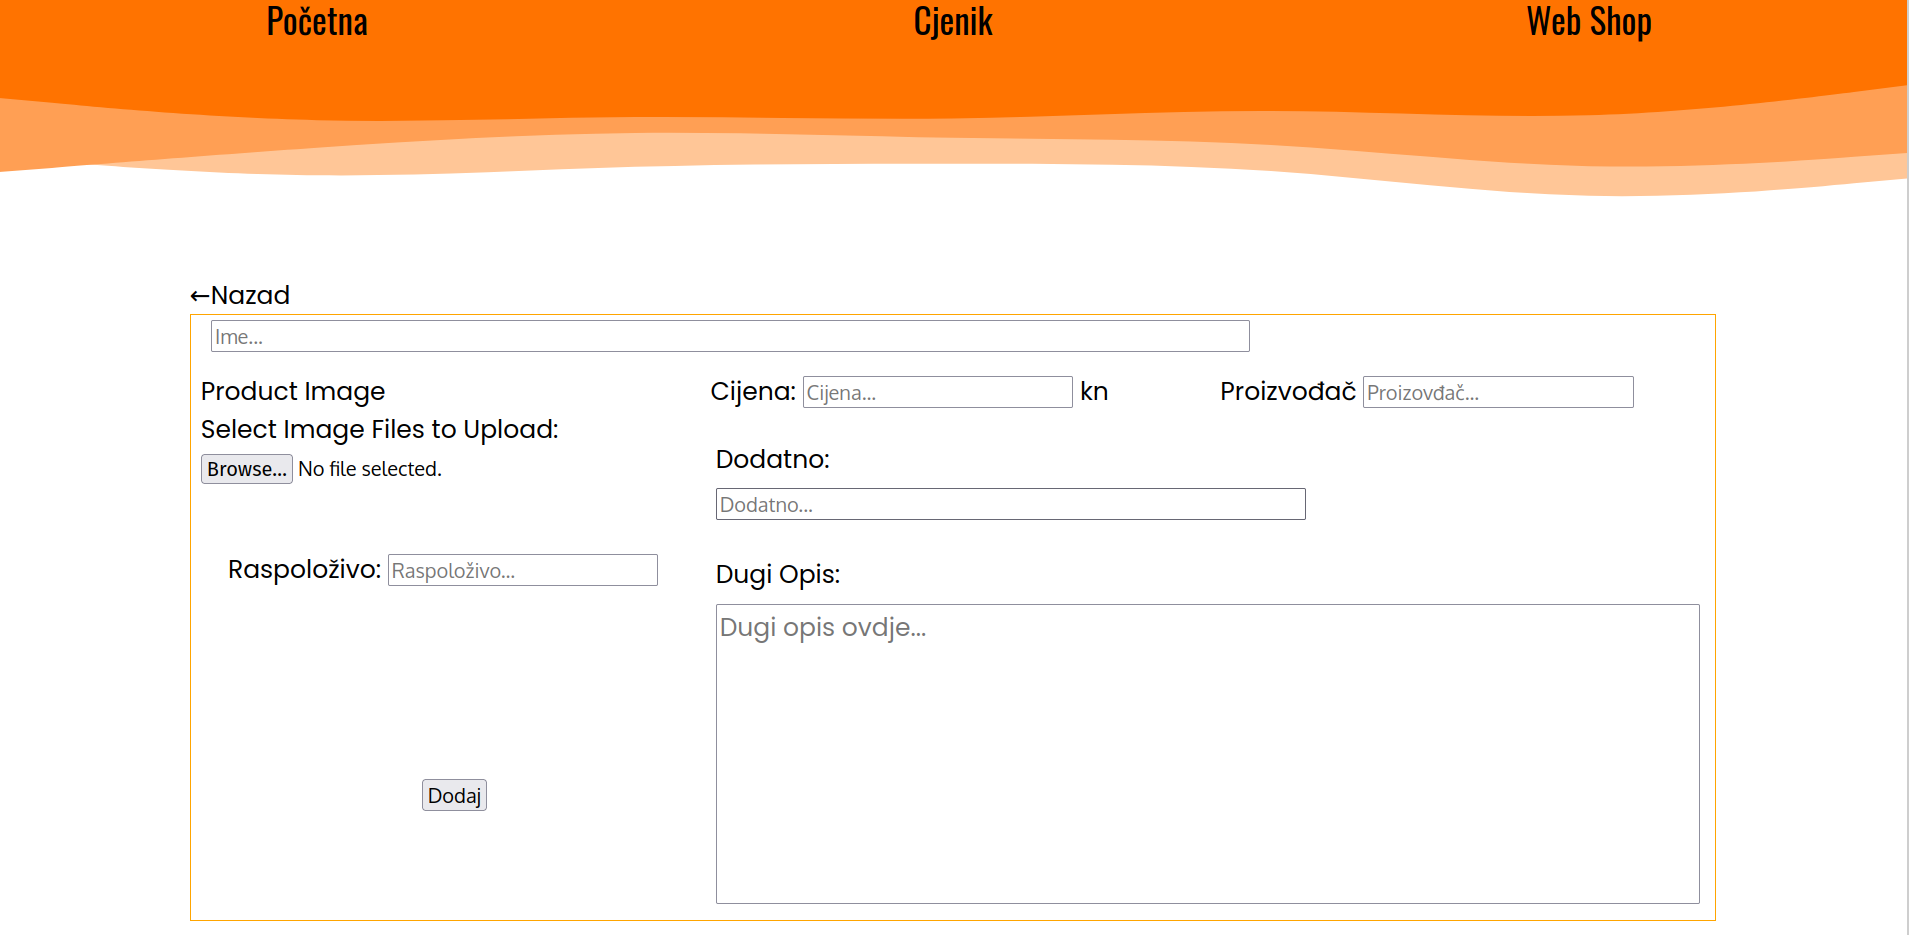 Početna Cjenik Web Shop
←Nazad
Ime...
Product Image Cijena: Cijena... kn Proizvođač Proizovđač...
Select Image Files to Upload:
Browse... No file selected.
Dodatno:
Dodatno...
Raspoloživo: Raspoloživo...
Dugi Opis:
Dugi opis ovdje...
Dodaj